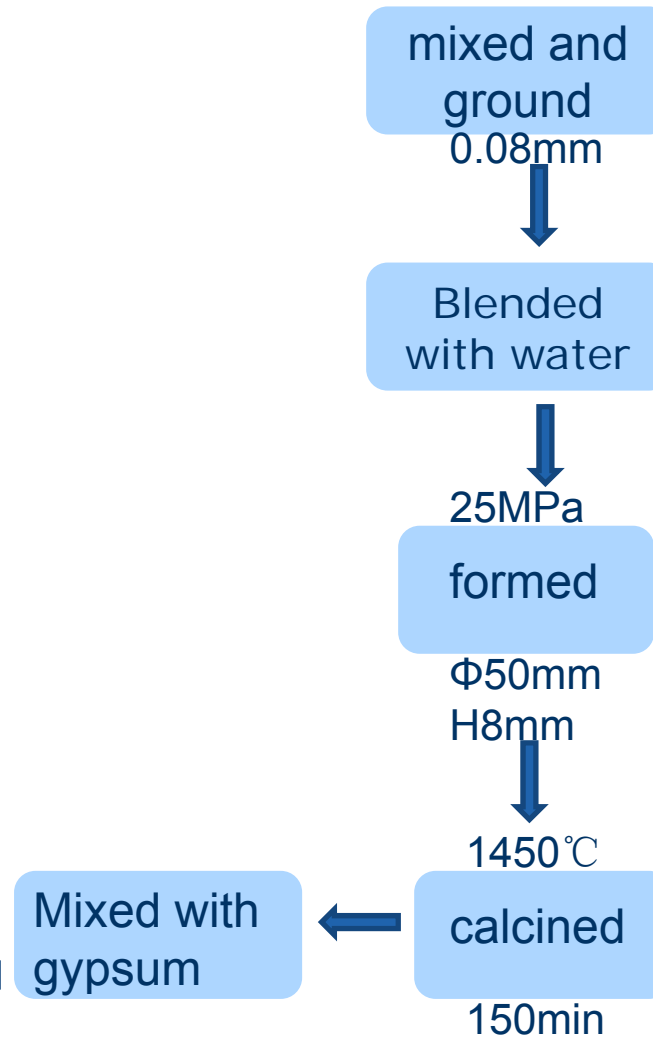 mixed and
ground
0.08mm
Blended
with water
25MPa
formed
Φ50mm
H8mm
1450℃
calcined
150min
Mixed with
gypsum